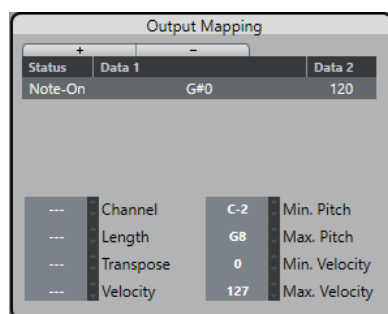 Output Mapping
+ −
Status Data 1 Data 2
Note-On G#0 120
--- Channel C-2 Min. Pitch
--- Length G8 Max. Pitch
--- Transpose 0 Min. Velocity
--- Velocity 127 Max. Velocity